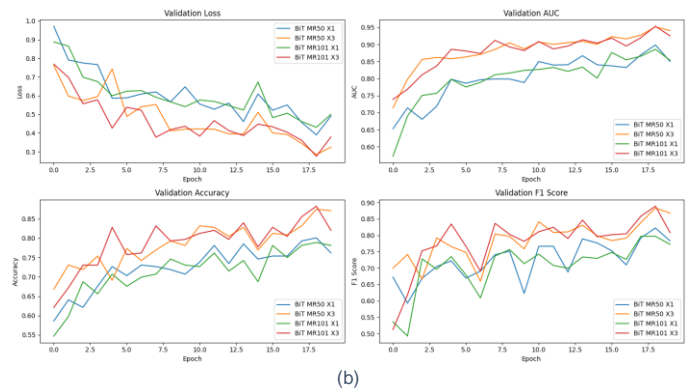 Validation Loss
1.0
0.9
0.8
0.7
0.6
0.5
0.4
0.3
Loss
0.0 2.5 5.0 7.5 10.0 12.5 15.0 17.5
Epoch
BiT MR50 X1
BiT MR50 X3
BiT MR101 X1
BiT MR101 X3
Validation AUC
0.95
0.90
0.85
0.80
0.75
0.70
0.65
0.60
AUC
0.0 2.5 5.0 7.5 10.0 12.5 15.0 17.5
Epoch
BiT MR50 X1
BiT MR50 X3
BiT MR101 X1
BiT MR101 X3
Validation Accuracy
0.85
0.80
0.75
0.70
0.65
0.60
0.55
Accuracy
0.0 2.5 5.0 7.5 10.0 12.5 15.0 17.5
Epoch
BiT MR50 X1
BiT MR50 X3
BiT MR101 X1
BiT MR101 X3
Validation F1 Score
0.90
0.85
0.80
0.75
0.70
0.65
0.60
0.55
0.50
F1 Score
0.0 2.5 5.0 7.5 10.0 12.5 15.0 17.5
Epoch
BiT MR50 X1
BiT MR50 X3
BiT MR101 X1
BiT MR101 X3
(b)